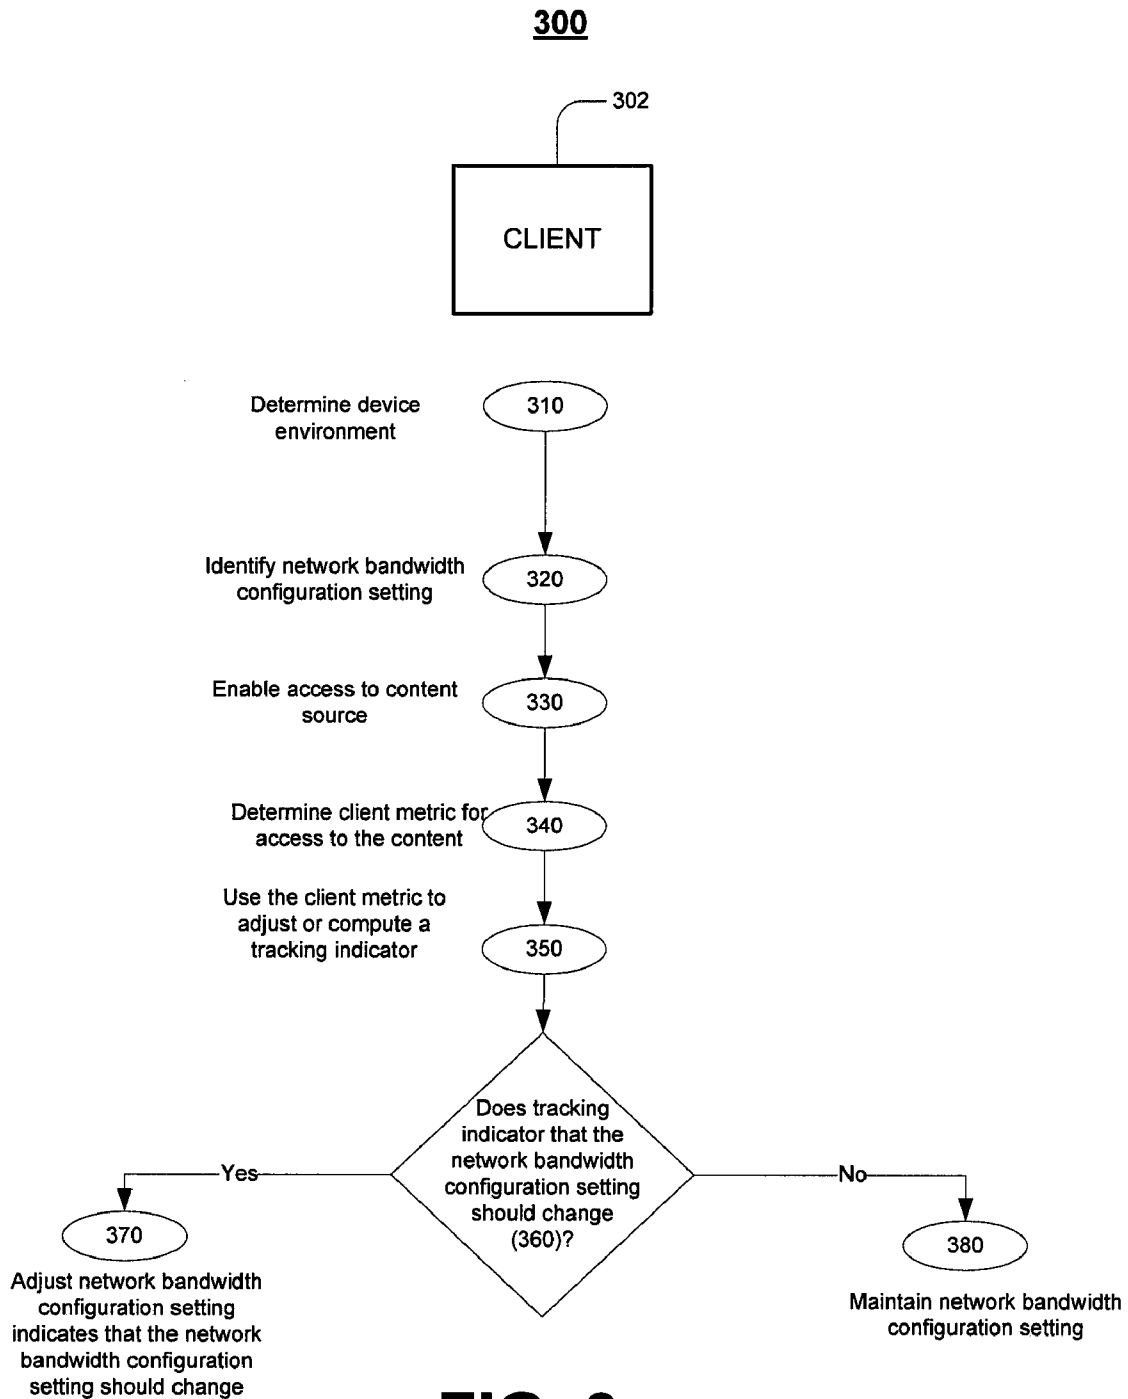 300
302
CLIENT
Determine device
environment
310
Identify network bandwidth
configuration setting
320
Enable access to content
source
330
Determine client metric for
access to the content
340
Use the client metric to
adjust or compute a
tracking indicator
350
Does tracking
indicator that the
network bandwidth
configuration setting
should change
(360)?
Yes
No
370
Adjust network bandwidth
configuration setting
indicates that the network
bandwidth configuration
setting should change
380
Maintain network bandwidth
configuration setting